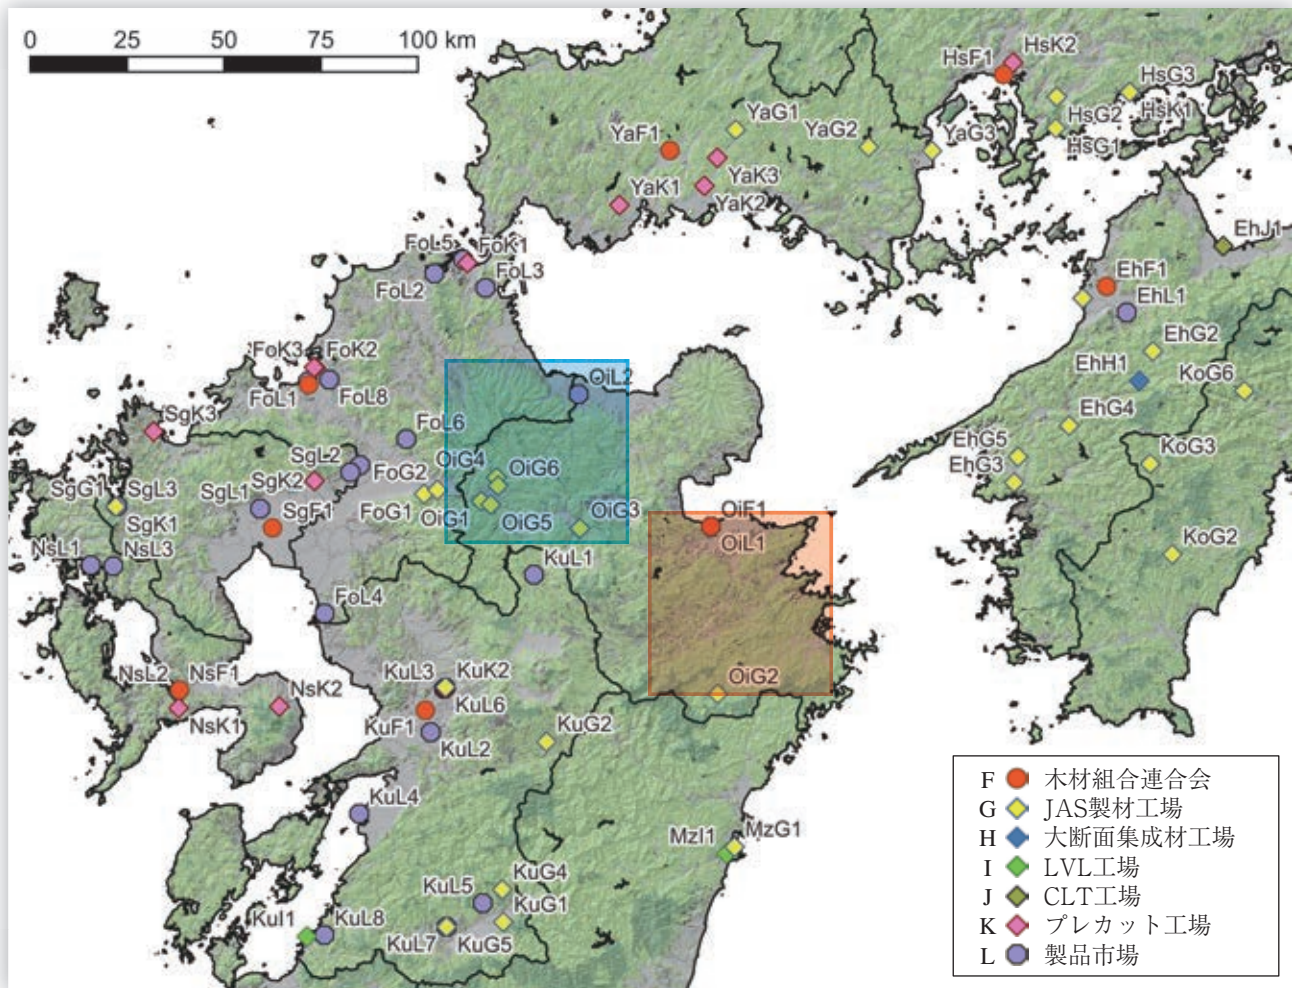 0 25 50 75 100 km
HsK2
HsF1
HsG3
HsK1
HsG2
HsG1
YaG1
YaG2
YaG3
YaF1
YaK3
YaK1
YaK2
EhJ1
FoL5
FoK1
FoL2
FoL3
EhF1
EhL1
EhG2
EhH1
KoG6
FoK3
FoK2
FoL1
FoL8
OiL2
EhG4
SgK3
FoL6
EhG5
EhG3
KoG3
SgL2
OiG4
OiG6
FoG2
SgG1
SgL3
SgL1
SgK2
SgK1
SgF1
FoG1
OiG1
OiG5
OiG3
OiF1
OiL1
NsL1
NsL3
KuL1
KoG2
FoL4
NsL2
NsF1
NsK2
NsK1
KuL3
KuK2
KuL6
OiG2
KuF1
KuL2
KuG2
KuL4
MzI1
MzG1
KuL5
KuG4
KuG1
KuI1
KuL8
KuL7
KuG5
F 木材組合連合会
G JAS製材工場
H 大断面集成材工場
I LVL工場
J CLT工場
K プレカット工場
L 製品市場